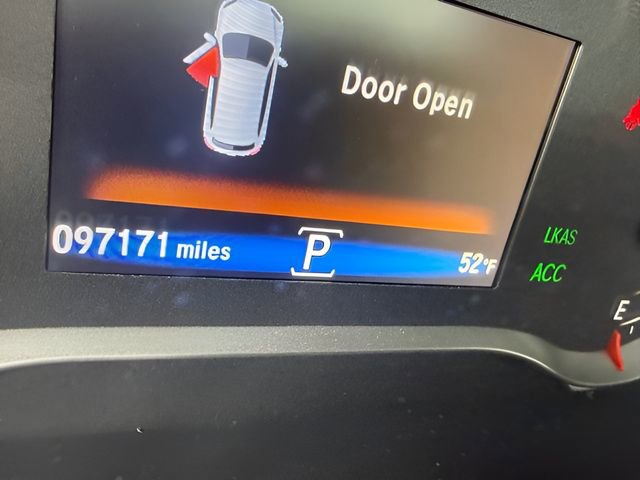 Door Open
097171 miles
P
52°F
LKAS
ACC
E